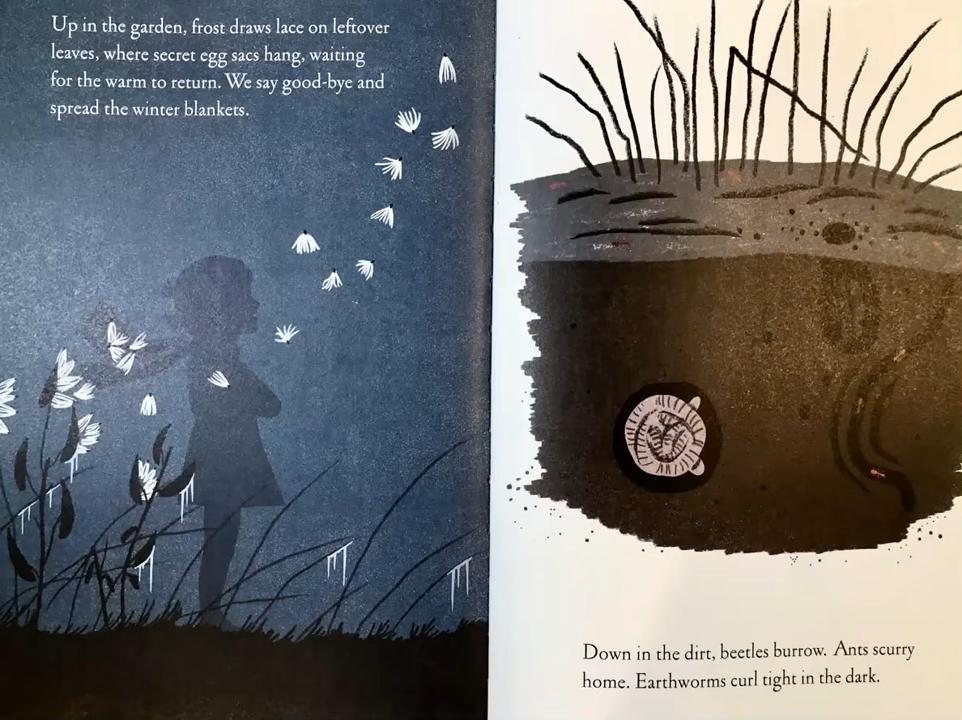 Up in the garden, frost draws lace on leftover
leaves, where secret egg sacs hang, waiting
for the warm to return. We say good-bye and
spread the winter blankets.
Down in the dirt, beetles burrow. Ants scurry
home. Earthworms curl tight in the dark.